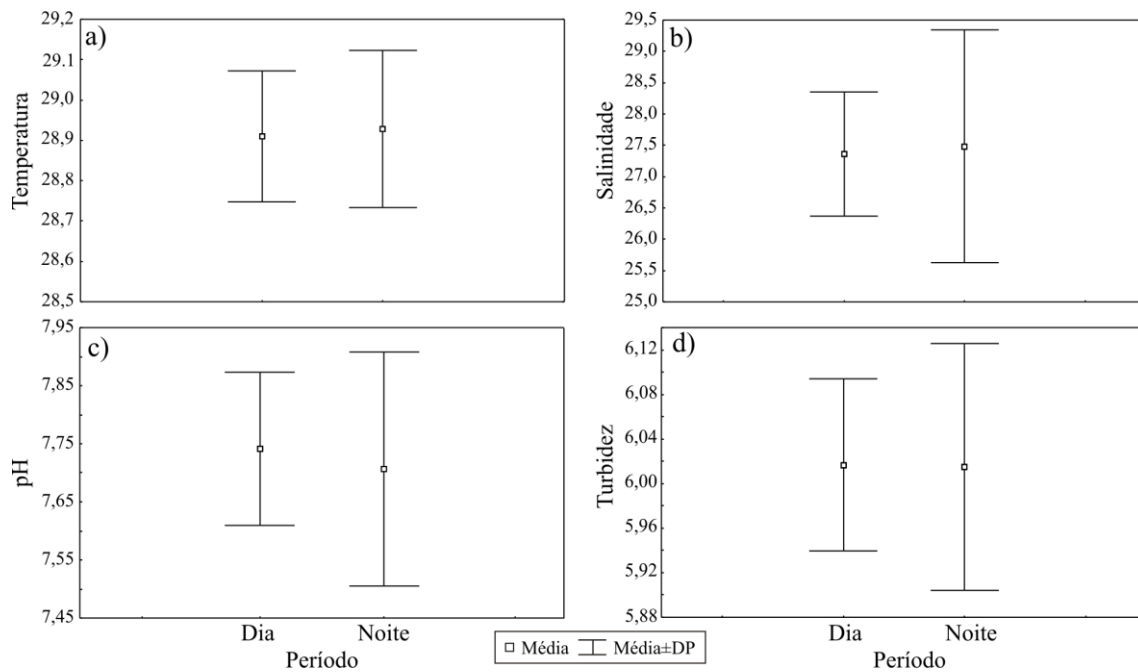 a)
Temperatura
29,2
29,1
29,0
28,9
28,8
28,7
28,6
28,5
b)
Salinidade
29,5
29,0
28,5
28,0
27,5
27,0
26,5
26,0
25,5
25,0
c)
pH
7,95
7,85
7,75
7,65
7,55
7,45
Dia Noite
Período
d)
Turbidez
6,12
6,08
6,04
6,00
5,96
5,92
5,88
Dia Noite
Período
Média Média±DP